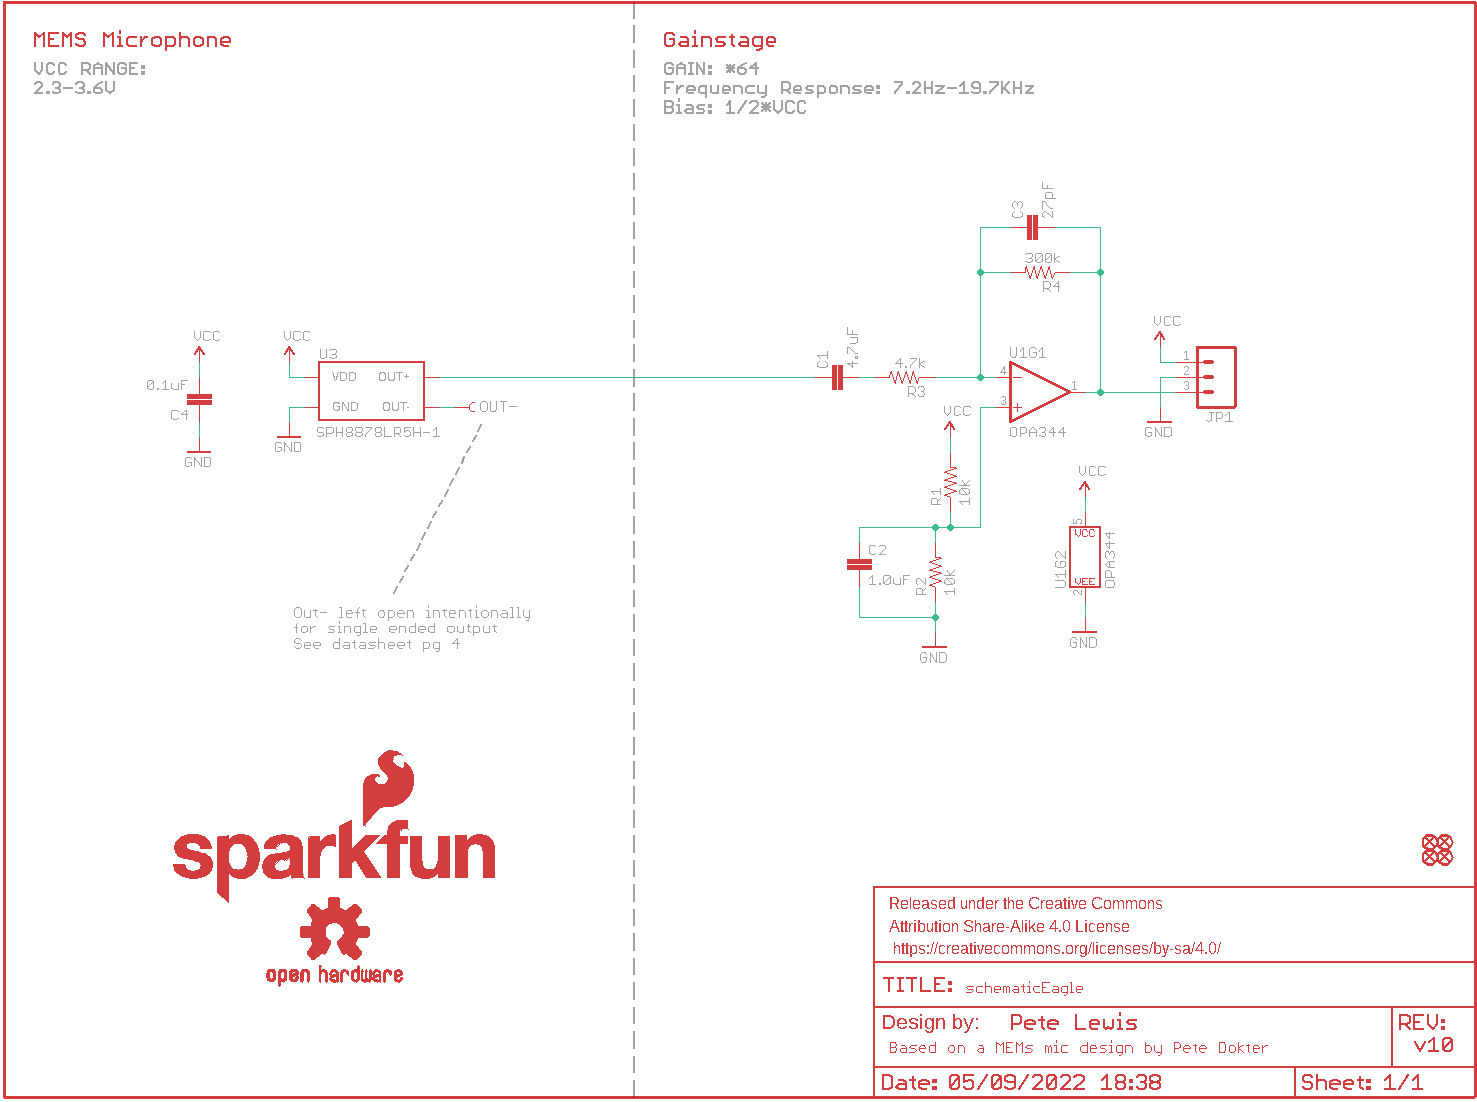 MEMS Microphone
VCC RANGE:
2.3-3.6V
Gainstage
GAIN: *64
Frequency Response: 7.2Hz-19.7KHz
Bias: 1/2*VCC
C3
27pF
300k
R4
VCC
0.1uF
C4
GND
VCC
U3
VDD
OUT+
GND
OUT-
SPH8878LR5H-1
GND
OUT-
Out- left open intentionally
for single ended output
See datasheet pg 4
C1
4.7uF
4.7k
R3
U1G1
4
3
1
OPA344
VCC
R1
10k
C2
1.0uF
R2
10k
GND
VCC
1
2
3
GND
JP1
VCC
5
VCC
U1G2
OPA344
VEE
2
GND
sparkfun
open hardware
Released under the Creative Commons
Attribution Share-Alike 4.0 License
https://creativecommons.org/licenses/by-sa/4.0/
TITLE: schematicEagle
Design by: Pete Lewis
Based on a MEMs mic design by Pete Dokter
REV:
v10
Date: 05/09/2022 18:38
Sheet: 1/1